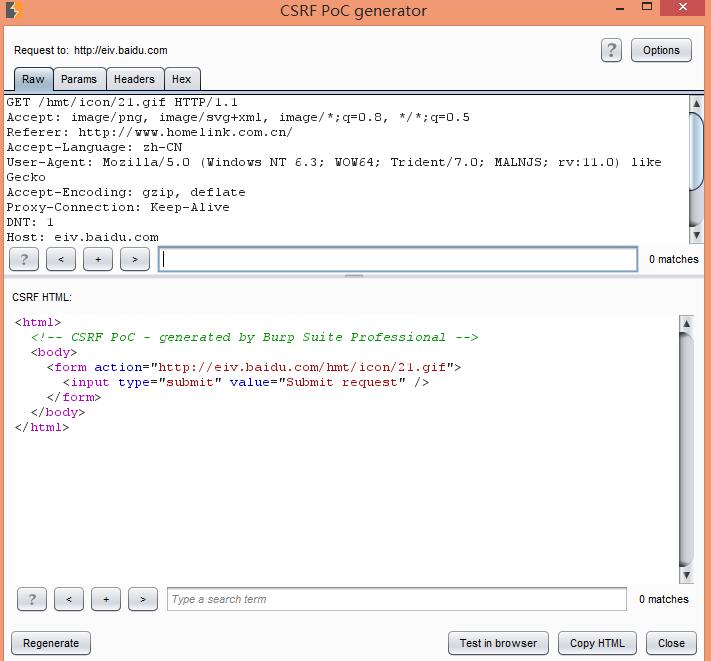 CSRF PoC generator
Request to: http://eiv.baidu.com
?
Options
Raw Params Headers Hex
GET /hmt/icon/21.gif HTTP/1.1
Accept: image/png, image/svg+xml, image/*;q=0.8, */*;q=0.5
Referer: http://www.homelink.com.cn/
Accept-Language: zh-CN
User-Agent: Mozilla/5.0 (Windows NT 6.3; WOW64; Trident/7.0; MALNJS; rv:11.0) like
Gecko
Accept-Encoding: gzip, deflate
Proxy-Connection: Keep-Alive
DNT: 1
Host: eiv.baidu.com
? < + > 0 matches
CSRF HTML:
<html>
<!-- CSRF PoC - generated by Burp Suite Professional -->
<body>
<form action="http://eiv.baidu.com/hmt/icon/21.gif">
<input type="submit" value="Submit request" />
</form>
</body>
</html>
? < + > Type a search term 0 matches
Regenerate Test in browser Copy HTML Close